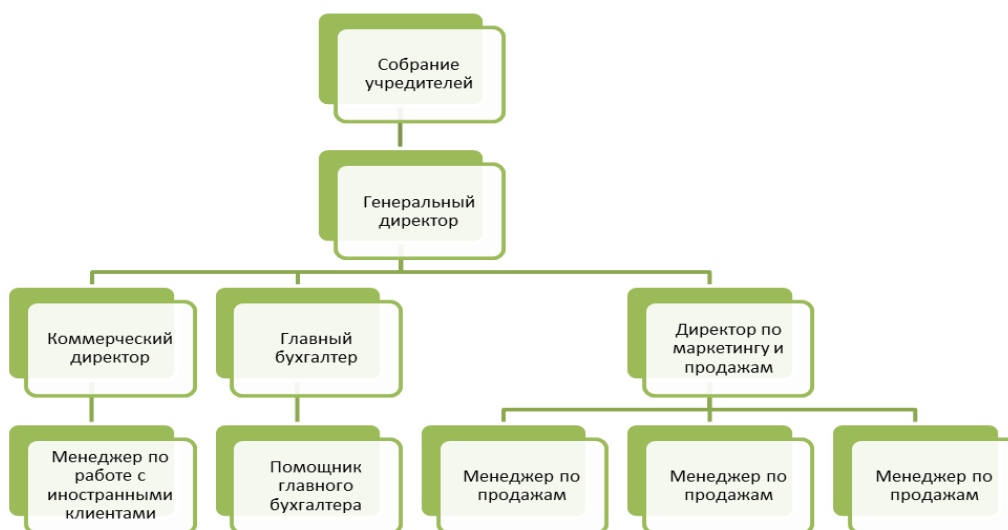 Собрание
учредителей
Генеральный
директор
Коммерческий
директор
Главный
бухгалтер
Директор по
маркетингу и
продажам
Менеджер по
работе с
иностранными
клиентами
Помощник
главного
бухгалтера
Менеджер по
продажам
Менеджер по
продажам
Менеджер по
продажам